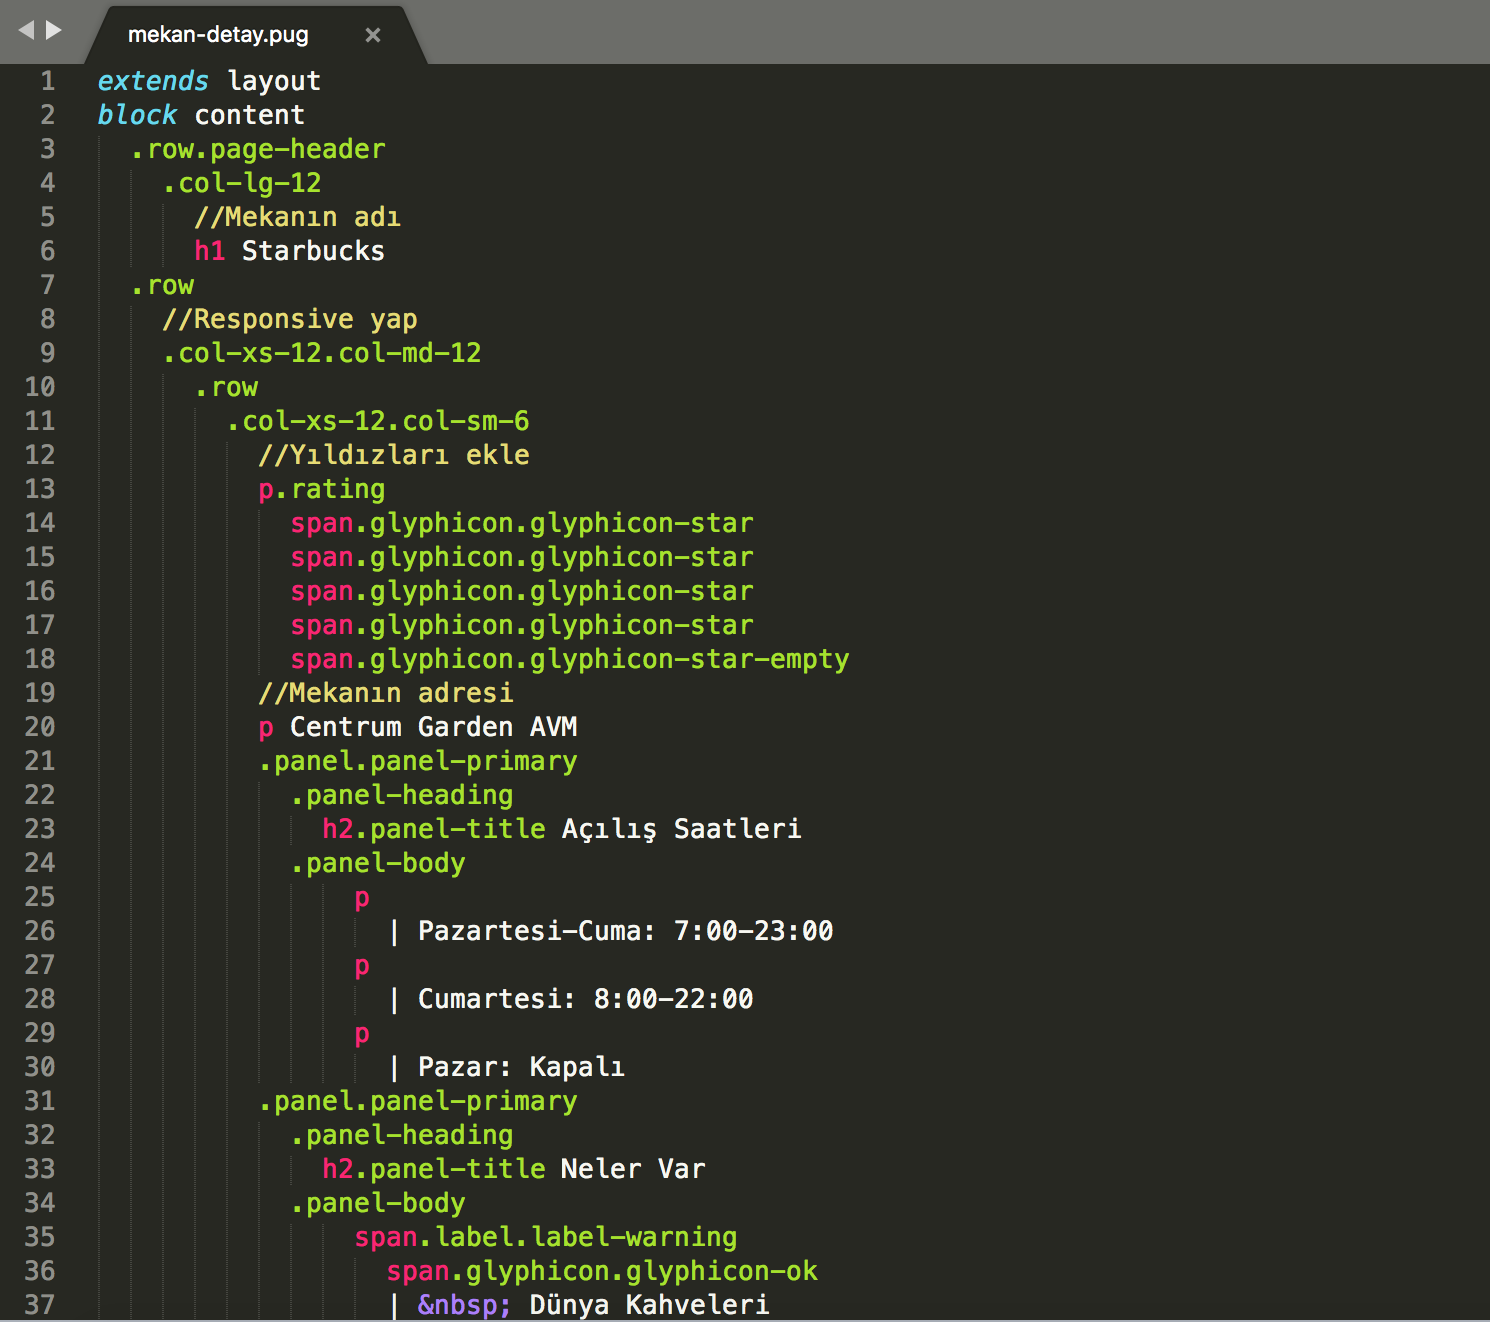 mekan-detay.pug
1 extends layout
2 block content
3 .row.page-header
4 .col-lg-12
5 //Mekanın adı
6 h1 Starbucks
7 .row
8 //Responsive yap
9 .col-xs-12.col-md-12
10 .row
11 .col-xs-12.col-sm-6
12 //Yıldızları ekle
13 p.rating
14 span.glyphicon.glyphicon-star
15 span.glyphicon.glyphicon-star
16 span.glyphicon.glyphicon-star
17 span.glyphicon.glyphicon-star
18 span.glyphicon.glyphicon-star-empty
19 //Mekanın adresi
20 p Centrum Garden AVM
21 .panel.panel-primary
22 .panel-heading
23 h2.panel-title Açılış Saatleri
24 .panel-body
25 p
26 | Pazartesi-Cuma: 7:00-23:00
27 p
28 | Cumartesi: 8:00-22:00
29 p
30 | Pazar: Kapalı
31 .panel.panel-primary
32 .panel-heading
33 h2.panel-title Neler Var
34 .panel-body
35 span.label.label-warning
36 span.glyphicon.glyphicon-ok
37 | &nbsp; Dünya Kahveleri